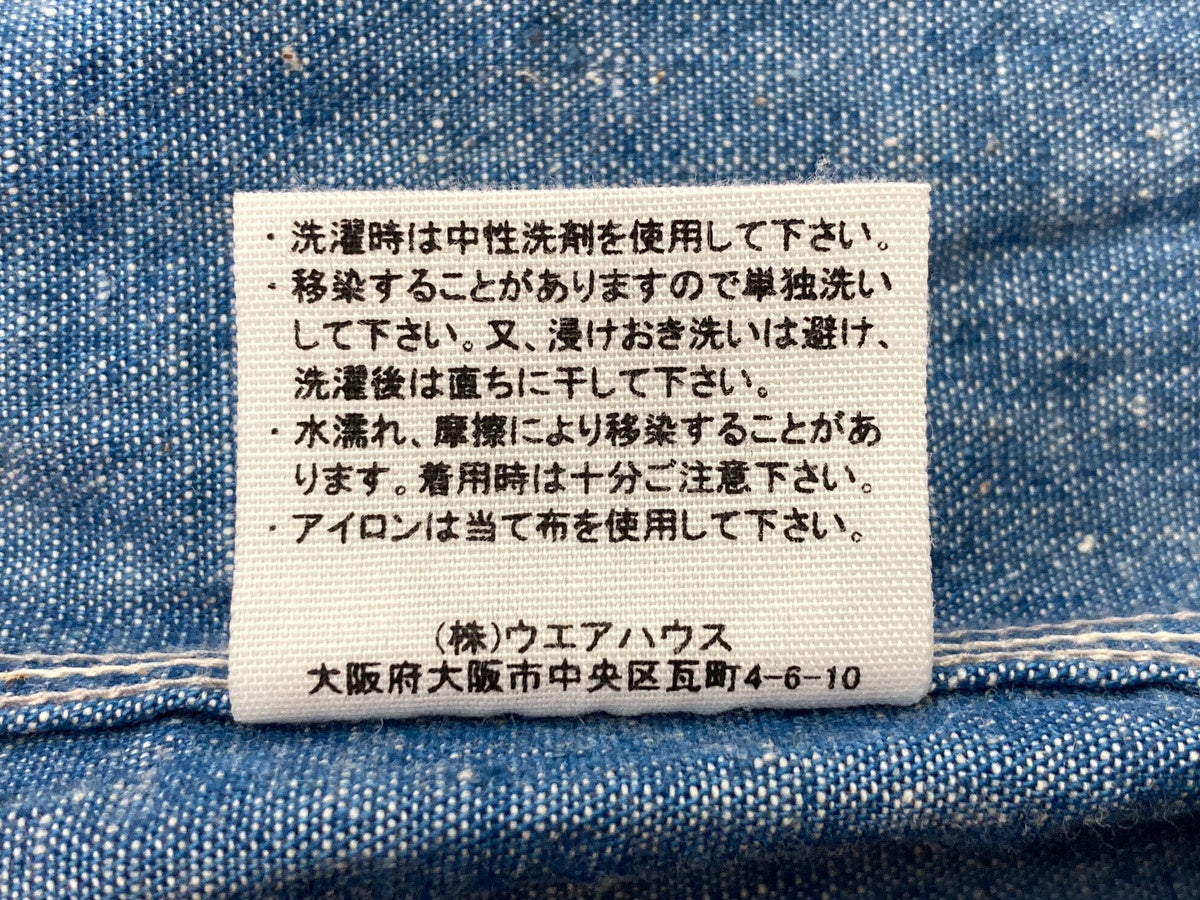 ・洗濯時は中性洗剤を使用して下さい。
・移染することがありますので単独洗い
して下さい。又、浸けおき洗いは避け、
洗濯後は直ちに干して下さい。
・水濡れ、摩擦により移染することがあ
ります。着用時は十分ご注意下さい。
・アイロンは当て布を使用して下さい。
(株)ウエアハウス
大阪府大阪市中央区瓦町4-6-10